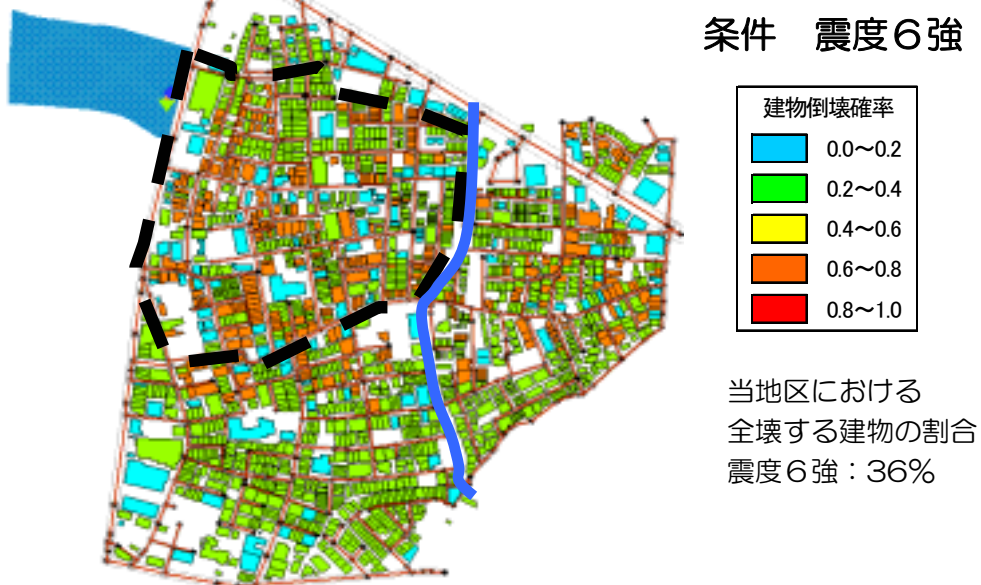 条件　震度６強
建物倒壊確率
0.0～0.2
0.2～0.4
0.4～0.6
0.6～0.8
0.8～1.0
当地区における
全壊する建物の割合
震度６強：36%